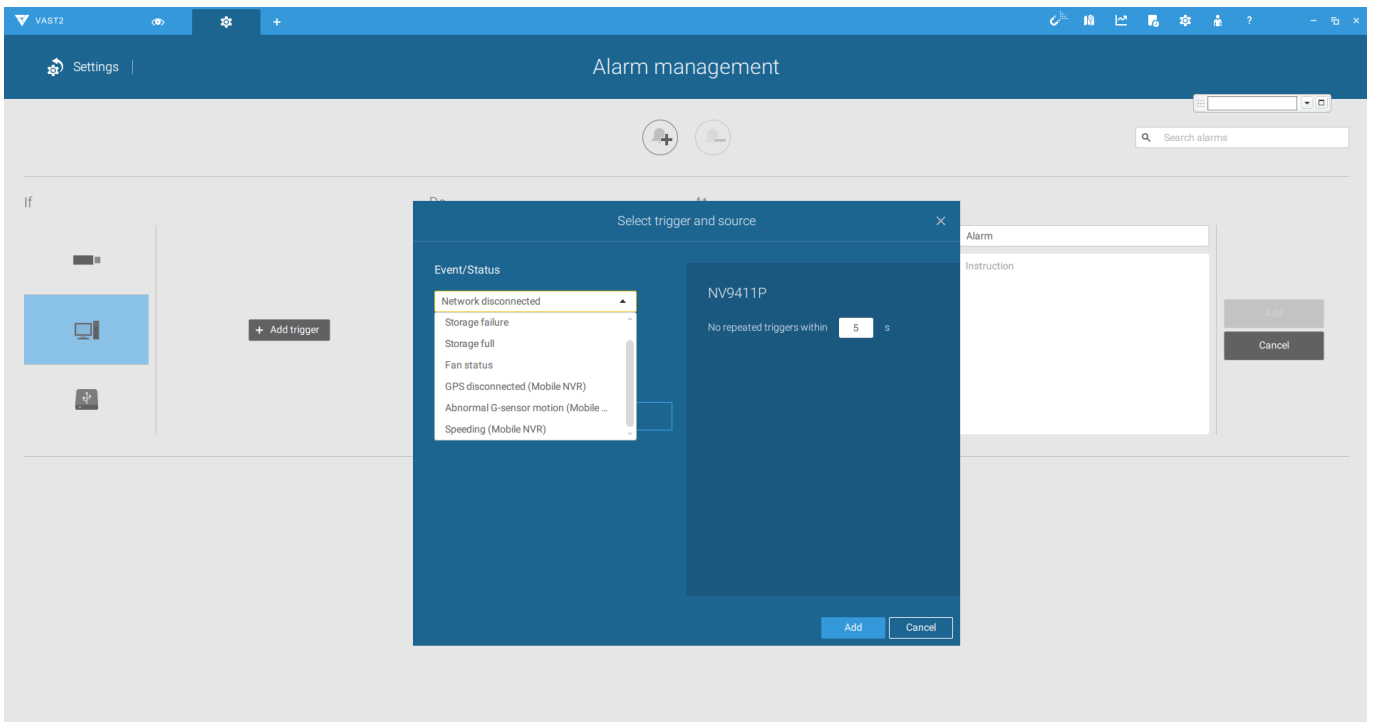 VAST2
?
Settings
Alarm management
Search alarms
If
Select trigger and source
Alarm
Event/Status
Instruction
Network disconnected
NV9411P
Storage failure
No repeated triggers within 5 s
+ Add trigger
Add
Storage full
Cancel
Fan status
GPS disconnected (Mobile NVR)
Abnormal G-sensor motion (Mobile ...
Speeding (Mobile NVR)
Add
Cancel